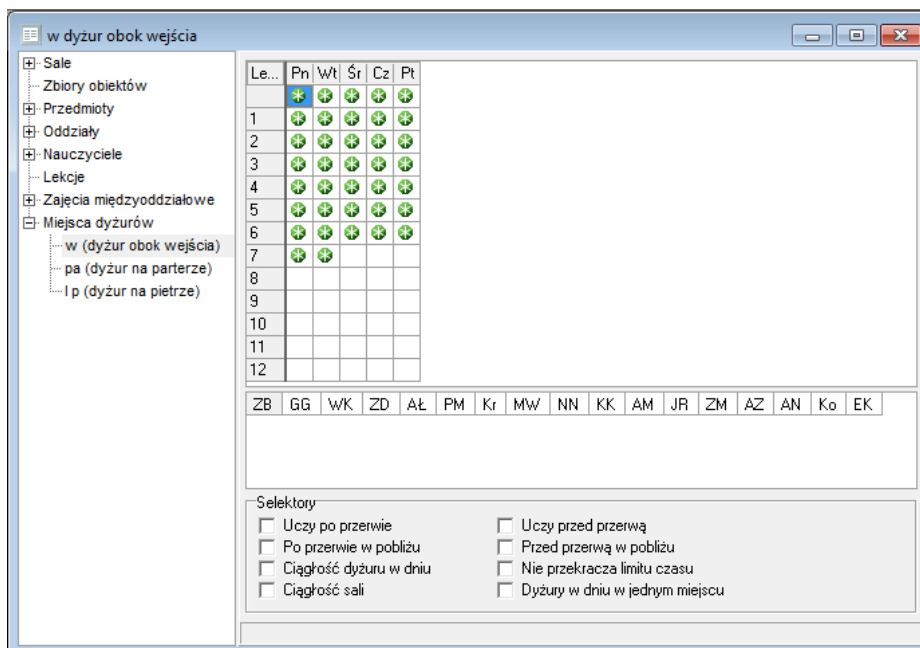 w dyżur obok wejścia
Sale
Zbiory obiektów
Przedmioty
Oddziały
Nauczyciele
Lekcje
Zajęcia międzyoddziałowe
Miejsca dyżurów
w (dyżur obok wejścia)
pa (dyżur na parterze)
I p (dyżur na pietrze)
Le... Pn Wt Śr Cz Pt
1
2
3
4
5
6
7
8
9
10
11
12
ZB GG WK ZD AŁ PM Kr MW NN KK AM JR ZM AZ AN Ko EK
Selektory
Uczy po przerwie Uczy przed przerwą
Po przerwie w pobliżu Przed przerwą w pobliżu
Ciągłość dyżuru w dniu Nie przekracza limitu czasu
Ciągłość sali Dyżury w dniu w jednym miejscu